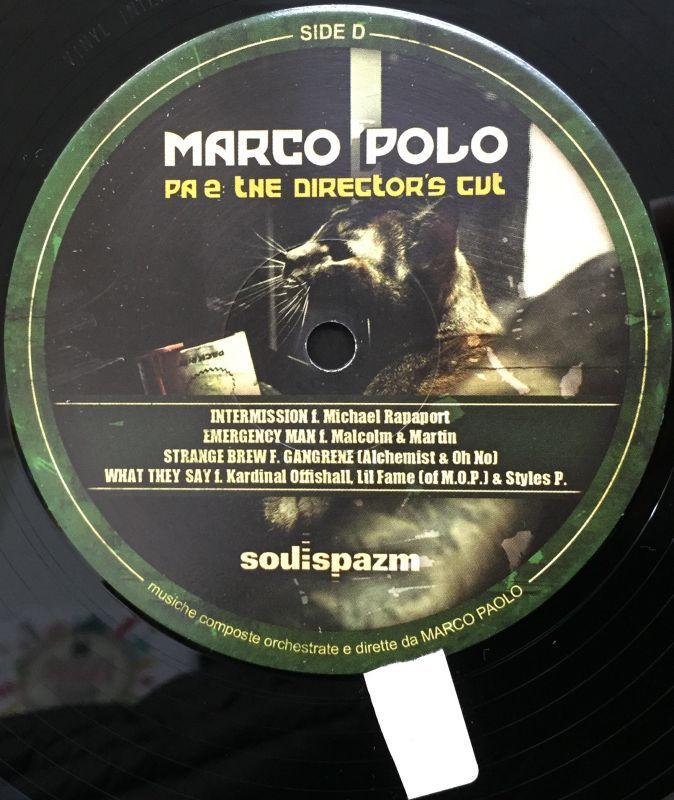 SIDE D
MARCO POLO
PA 2: THE DIRECTOR'S CUT
INTERMISSION f. Michael Rapaport
EMERGENCY MAN f. Malcolm & Martin
STRANGE BREW F. GANGRENE (Alchemist & Oh No)
WHAT THEY SAY f. Kardinal Offishall, Lil Fame (of M.O.P.) & Styles P.
soulspazm
musiche composte orchestrate e dirette da MARCO PAOLO